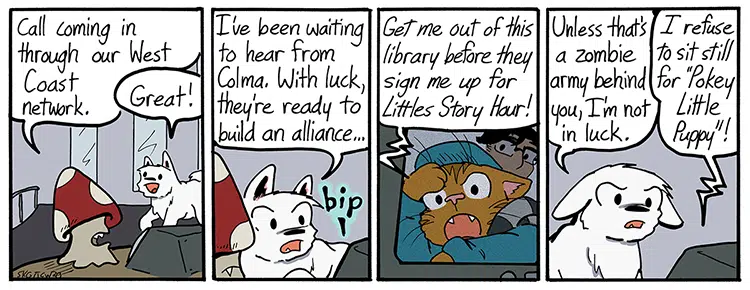 Call coming in
through our West
Coast
network.
Great!
I've been waiting
to hear from
Colma. With luck,
they're ready to
build an alliance...
bip
Get me out of this
library before they
sign me up for
Littles Story Hour!
Unless that's
a zombie
army behind
you, I'm not
in luck.
I refuse
to sit still
for "Pokey
Little
Puppy"!